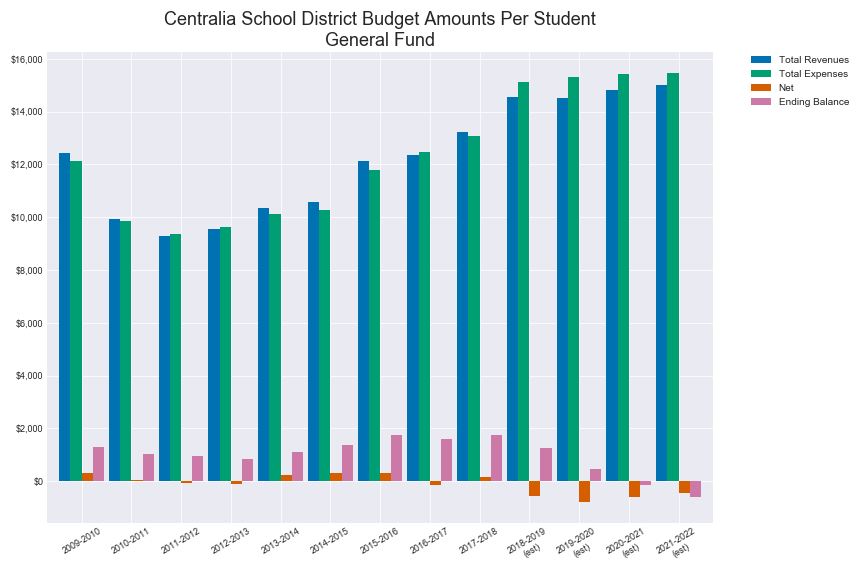 Centralia School District Budget Amounts Per Student
General Fund
$16,000
$14,000
$12,000
$10,000
$8,000
$6,000
$4,000
$2,000
$0
2009-2010
2010-2011
2011-2012
2012-2013
2013-2014
2014-2015
2015-2016
2016-2017
2017-2018
2018-2019
(est)
2019-2020
(est)
2020-2021
(est)
2021-2022
(est)
Total Revenues
Total Expenses
Net
Ending Balance